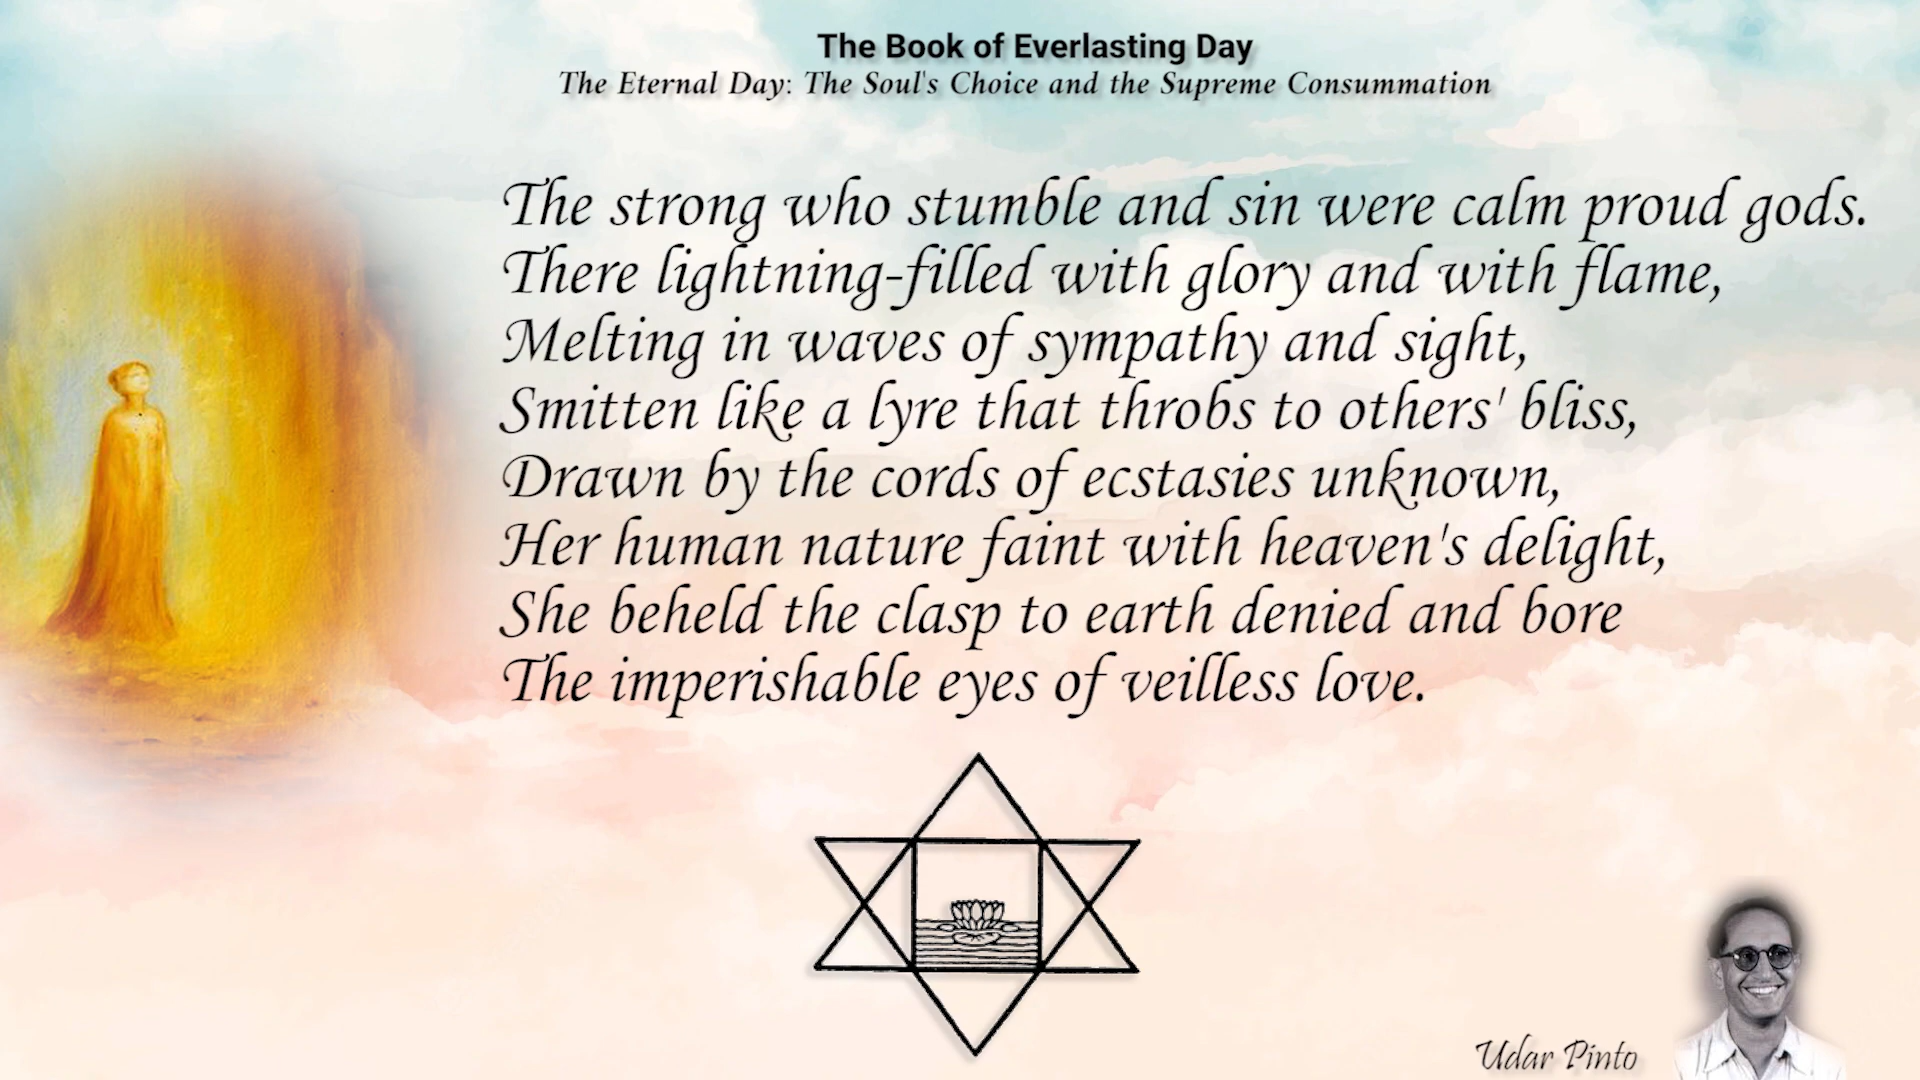 The Book of Everlasting Day
The Eternal Day: The Soul's Choice and the Supreme Consummation
The strong who stumble and sin were calm proud gods.
There lightning-filled with glory and with flame,
Melting in waves of sympathy and sight,
Smitten like a lyre that throbs to others' bliss,
Drawn by the cords of ecstasies unknown,
Her human nature faint with heaven's delight,
She beheld the clasp to earth denied and bore
The imperishable eyes of veilless love.
Udar Pinto